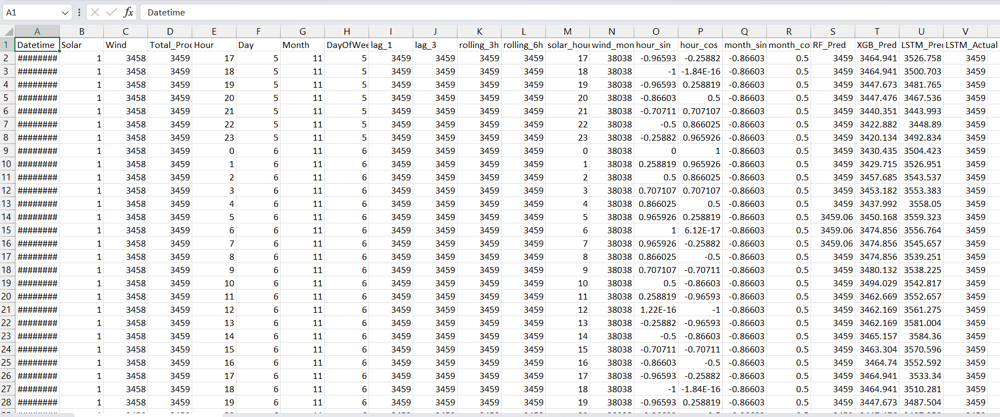 A1 fx Datetime
A B C D E F G H I J K L M N O P Q R S T U V
1 Datetime Solar Wind Total_Proc Hour Day Month DayOfWee lag_1 lag_3 rolling_3h rolling_6h solar_hou wind_mon hour_sin hour_cos month_sin month_co RF_Pred XGB_Pred LSTM_Pred LSTM_Actual
2 ######## 1 3458 3459 17 5 11 5 3459 3459 3459 3459 17 38038 -0.96593 -0.25882 -0.86603 0.5 3459 3464.941 3526.758 3459
3 ######## 1 3458 3459 18 5 11 5 3459 3459 3459 3459 18 38038 -1 -1.84E-16 -0.86603 0.5 3459 3464.941 3500.703 3459
4 ######## 1 3458 3459 19 5 11 5 3459 3459 3459 3459 19 38038 -0.96593 0.258819 -0.86603 0.5 3459 3447.673 3481.765 3459
5 ######## 1 3458 3459 20 5 11 5 3459 3459 3459 3459 20 38038 -0.86603 0.5 -0.86603 0.5 3459 3447.476 3467.536 3459
6 ######## 1 3458 3459 21 5 11 5 3459 3459 3459 3459 21 38038 -0.70711 0.707107 -0.86603 0.5 3459 3440.351 3443.993 3459
7 ######## 1 3458 3459 22 5 11 5 3459 3459 3459 3459 22 38038 -0.5 0.866025 -0.86603 0.5 3459 3422.882 3448.89 3459
8 ######## 1 3458 3459 23 5 11 5 3459 3459 3459 3459 23 38038 -0.25882 0.965926 -0.86603 0.5 3459 3420.134 3492.834 3459
9 ######## 1 3458 3459 0 6 11 6 3459 3459 3459 3459 0 38038 0 1 -0.86603 0.5 3459 3430.435 3504.423 3459
10 ######## 1 3458 3459 1 6 11 6 3459 3459 3459 3459 1 38038 0.258819 0.965926 -0.86603 0.5 3459 3429.715 3526.951 3459
11 ######## 1 3458 3459 2 6 11 6 3459 3459 3459 3459 2 38038 0.5 0.866025 -0.86603 0.5 3459 3457.685 3543.537 3459
12 ######## 1 3458 3459 3 6 11 6 3459 3459 3459 3459 3 38038 0.707107 0.707107 -0.86603 0.5 3459 3453.182 3553.383 3459
13 ######## 1 3458 3459 4 6 11 6 3459 3459 3459 3459 4 38038 0.866025 0.5 -0.86603 0.5 3459 3437.992 3558.05 3459
14 ######## 1 3458 3459 5 6 11 6 3459 3459 3459 3459 5 38038 0.965926 0.258819 -0.86603 0.5 3459.06 3450.168 3559.323 3459
15 ######## 1 3458 3459 6 6 11 6 3459 3459 3459 3459 6 38038 1 6.12E-17 -0.86603 0.5 3459.06 3474.856 3556.764 3459
16 ######## 1 3458 3459 7 6 11 6 3459 3459 3459 3459 7 38038 0.965926 -0.25882 -0.86603 0.5 3459.06 3474.856 3545.657 3459
17 ######## 1 3458 3459 8 6 11 6 3459 3459 3459 3459 8 38038 0.866025 -0.5 -0.86603 0.5 3459 3474.856 3539.251 3459
18 ######## 1 3458 3459 9 6 11 6 3459 3459 3459 3459 9 38038 0.707107 -0.70711 -0.86603 0.5 3459 3480.132 3538.225 3459
19 ######## 1 3458 3459 10 6 11 6 3459 3459 3459 3459 10 38038 0.5 -0.86603 -0.86603 0.5 3459 3494.029 3542.817 3459
20 ######## 1 3458 3459 11 6 11 6 3459 3459 3459 3459 11 38038 0.258819 -0.96593 -0.86603 0.5 3459 3462.669 3552.657 3459
21 ######## 1 3458 3459 12 6 11 6 3459 3459 3459 3459 12 38038 1.22E-16 -1 -0.86603 0.5 3459 3462.169 3561.275 3459
22 ######## 1 3458 3459 13 6 11 6 3459 3459 3459 3459 13 38038 -0.25882 -0.96593 -0.86603 0.5 3459 3462.169 3581.004 3459
23 ######## 1 3458 3459 14 6 11 6 3459 3459 3459 3459 14 38038 -0.5 -0.86603 -0.86603 0.5 3459 3465.157 3584.36 3459
24 ######## 1 3458 3459 15 6 11 6 3459 3459 3459 3459 15 38038 -0.70711 -0.70711 -0.86603 0.5 3459 3463.304 3570.596 3459
25 ######## 1 3458 3459 16 6 11 6 3459 3459 3459 3459 16 38038 -0.86603 -0.5 -0.86603 0.5 3459 3464.74 3552.592 3459
26 ######## 1 3458 3459 17 6 11 6 3459 3459 3459 3459 17 38038 -0.96593 -0.25882 -0.86603 0.5 3459 3464.941 3533.34 3459
27 ######## 1 3458 3459 18 6 11 6 3459 3459 3459 3459 18 38038 -1 -1.84E-16 -0.86603 0.5 3459 3464.941 3510.281 3459
28 ######## 1 3458 3459 19 6 11 6 3459 3459 3459 3459 19 38038 -0.96593 0.258819 -0.86603 0.5 3459 3447.673 3487.504 3459